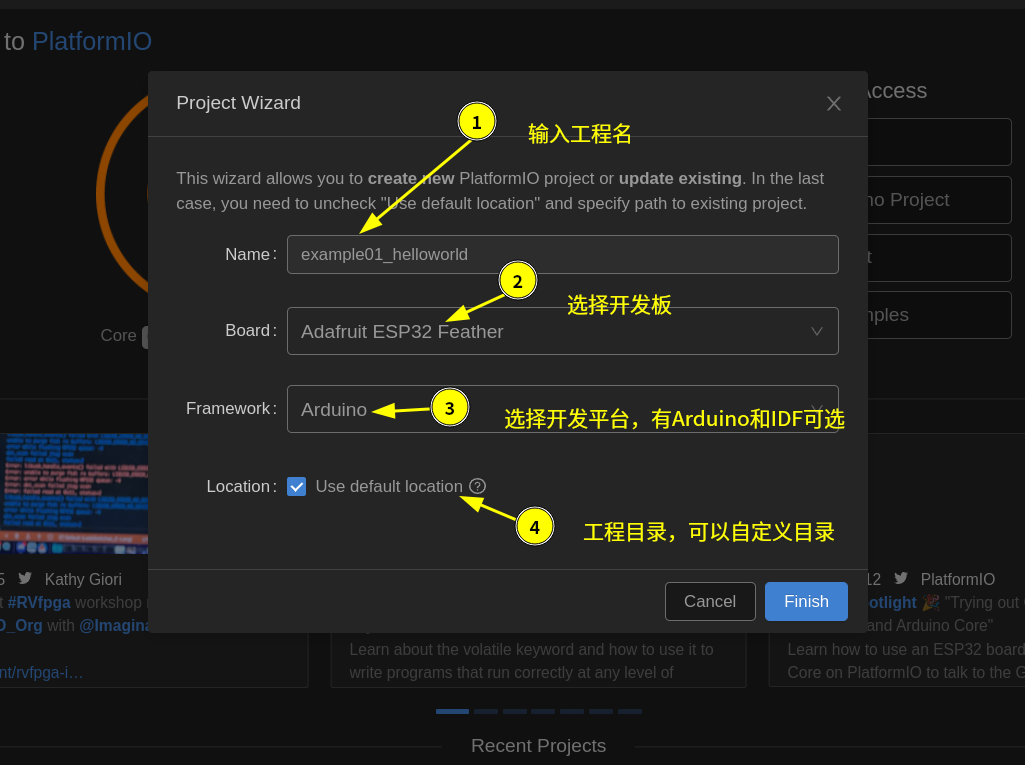 to PlatformIO
Access
Project Wizard
1
输入工程名
This wizard allows you to create new PlatformIO project or update existing. In the last
case, you need to uncheck "Use default location" and specify path to existing project.
Name: example01_helloworld
2
选择开发板
Board: Adafruit ESP32 Feather
Project
Core
Framework: Arduino
3
选择开发平台，有Arduino和IDF可选
Location: Use default location ?
4
工程目录，可以自定义目录
Cancel Finish
5 Kathy Giori
#RVfpga workshop
O_Org with
nt/rvfpga-i…
Learn about the volatile keyword and how to use it to
write programs that run correctly at any level of
12 PlatformIO
"Trying out
and Arduino Core"
Learn how to use an ESP32 board
Core on PlatformIO to talk to the
Recent Projects